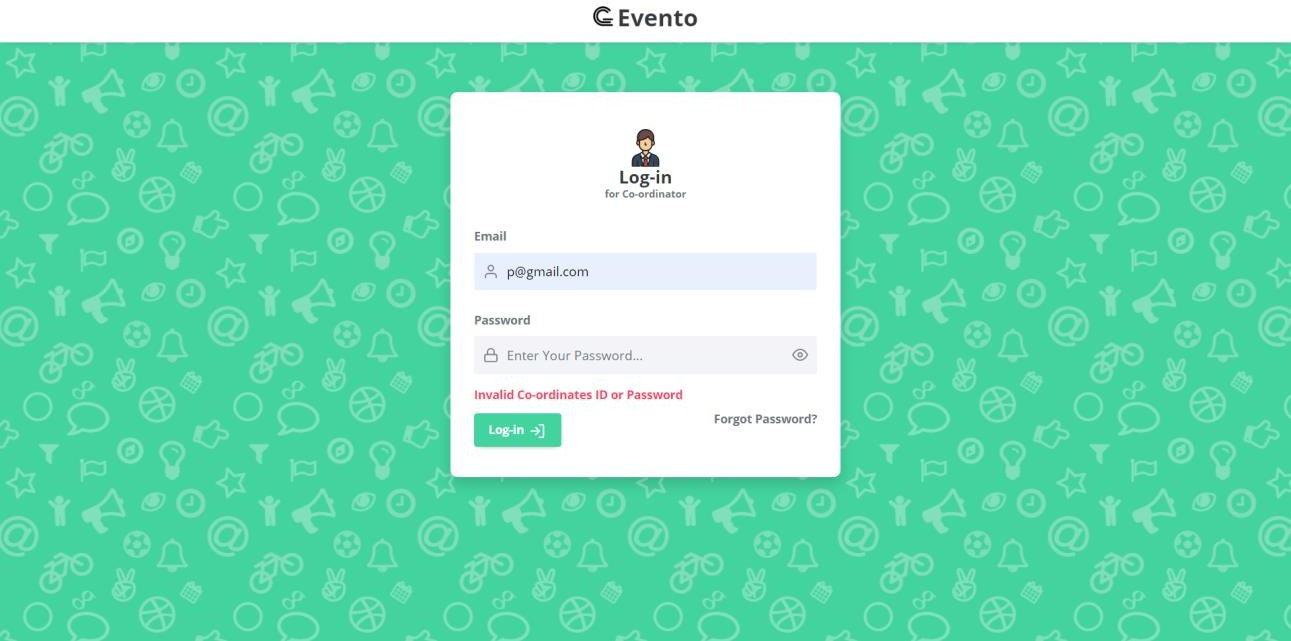 Evento
Log-in
for Co-ordinator
Email
p@gmail.com
Password
Enter Your Password...
Invalid Co-ordinates ID or Password
Forgot Password?
Log-in